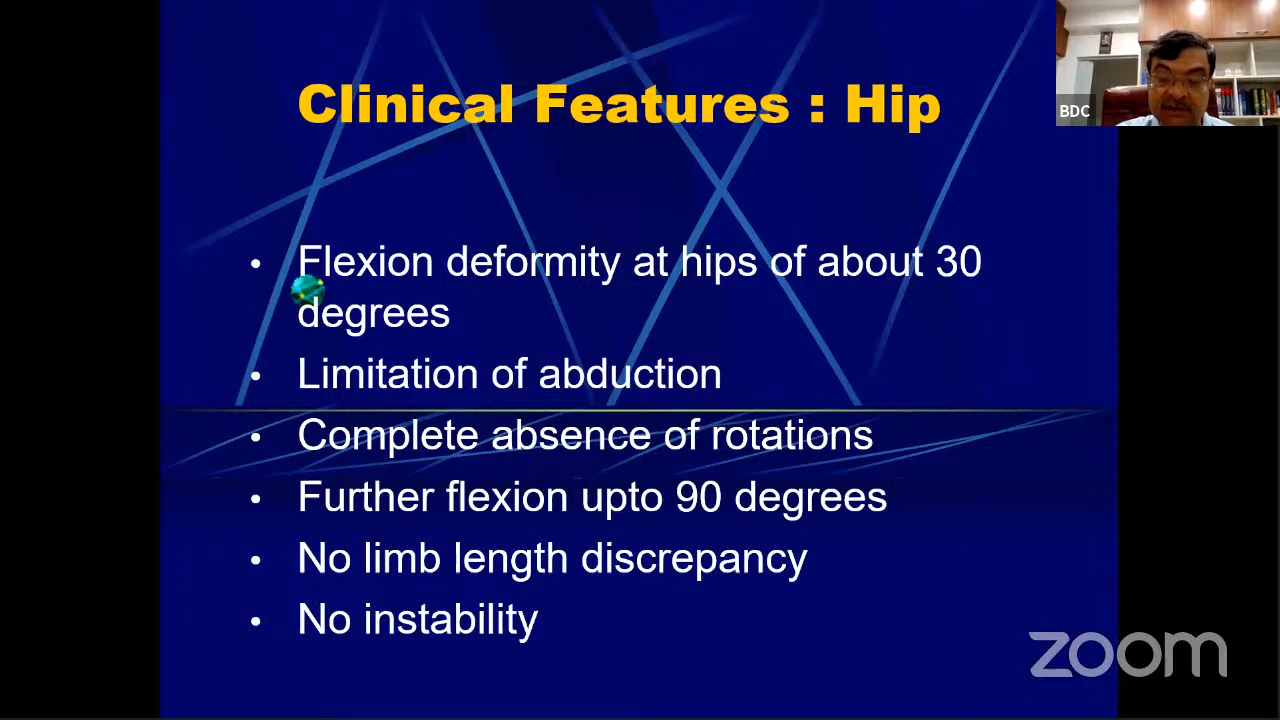 Clinical Features : Hip
BDC
• Flexion deformity at hips of about 30
degrees
• Limitation of abduction
• Complete absence of rotations
• Further flexion upto 90 degrees
• No limb length discrepancy
• No instability
zoom